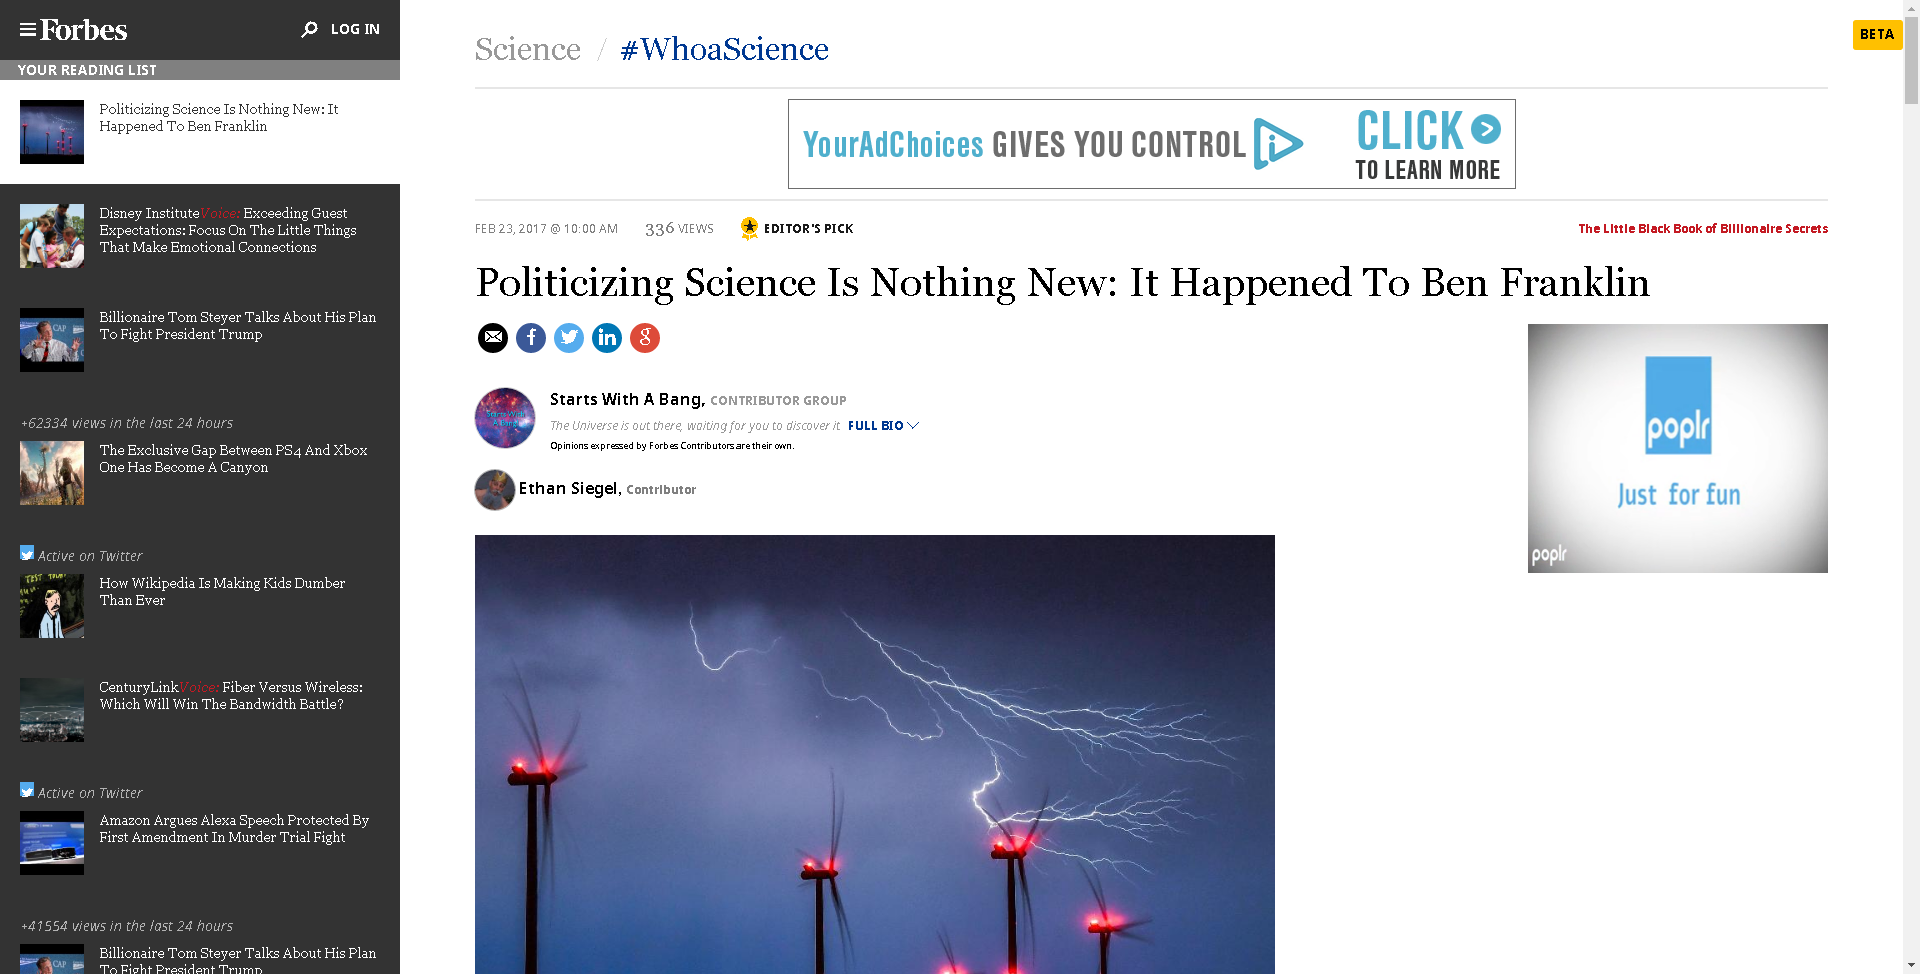 Forbes
LOG IN
YOUR READING LIST
Politicizing Science Is Nothing New: It
Happened To Ben Franklin
Disney InstituteVoice: Exceeding Guest
Expectations: Focus On The Little Things
That Make Emotional Connections
Billionaire Tom Steyer Talks About His Plan
To Fight President Trump
+62334 views in the last 24 hours
The Exclusive Gap Between PS4 And Xbox
One Has Become A Canyon
Active on Twitter
How Wikipedia Is Making Kids Dumber
Than Ever
CenturyLinkVoice: Fiber Versus Wireless:
Which Will Win The Bandwidth Battle?
Active on Twitter
Amazon Argues Alexa Speech Protected By
First Amendment In Murder Trial Fight
+41554 views in the last 24 hours
Billionaire Tom Steyer Talks About His Plan
To Fight President Trump
Science / #WhoaScience
BETA
YourAdChoices GIVES YOU CONTROL
CLICK
TO LEARN MORE
FEB 23, 2017 @ 10:00 AM 336 VIEWS EDITOR'S PICK
The Little Black Book of Billionaire Secrets
Politicizing Science Is Nothing New: It Happened To Ben Franklin
Starts With A Bang, CONTRIBUTOR GROUP
The Universe is out there, waiting for you to discover it FULL BIO
Opinions expressed by Forbes Contributors are their own.
Starts With
A Bang!
Ethan Siegel, Contributor
poplr
Just for fun
poplr